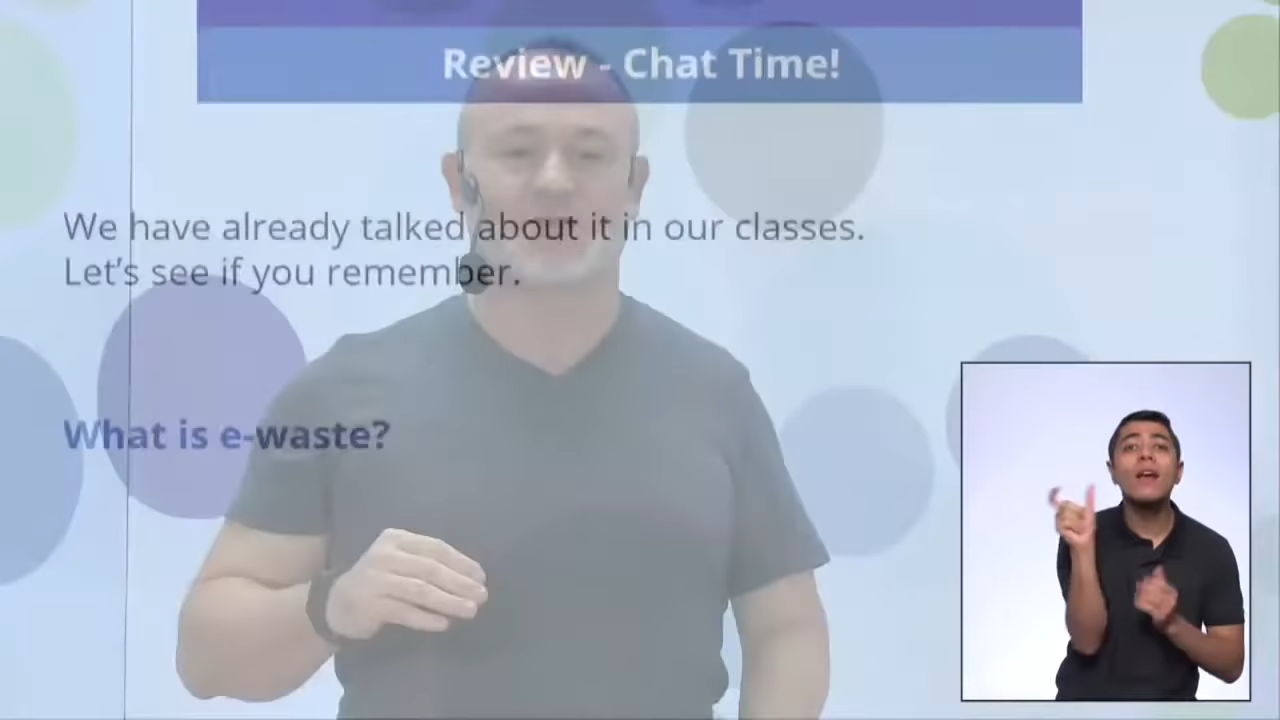 Review - Chat Time!
We have already talked about it in our classes.
Let's see if you remember.
What is e-waste?